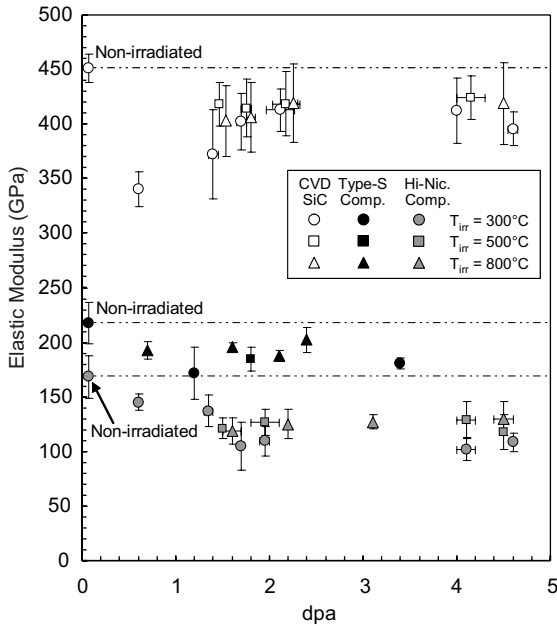 500
450
400
350
300
250
200
150
100
50
0
Elastic Modulus (GPa)
Non-irradiated
CVD SiC Type-S Comp. Hi-Nic. Comp.
T_irr = 300°C
T_irr = 500°C
T_irr = 800°C
Non-irradiated
Non-irradiated
0 1 2 3 4 5
dpa